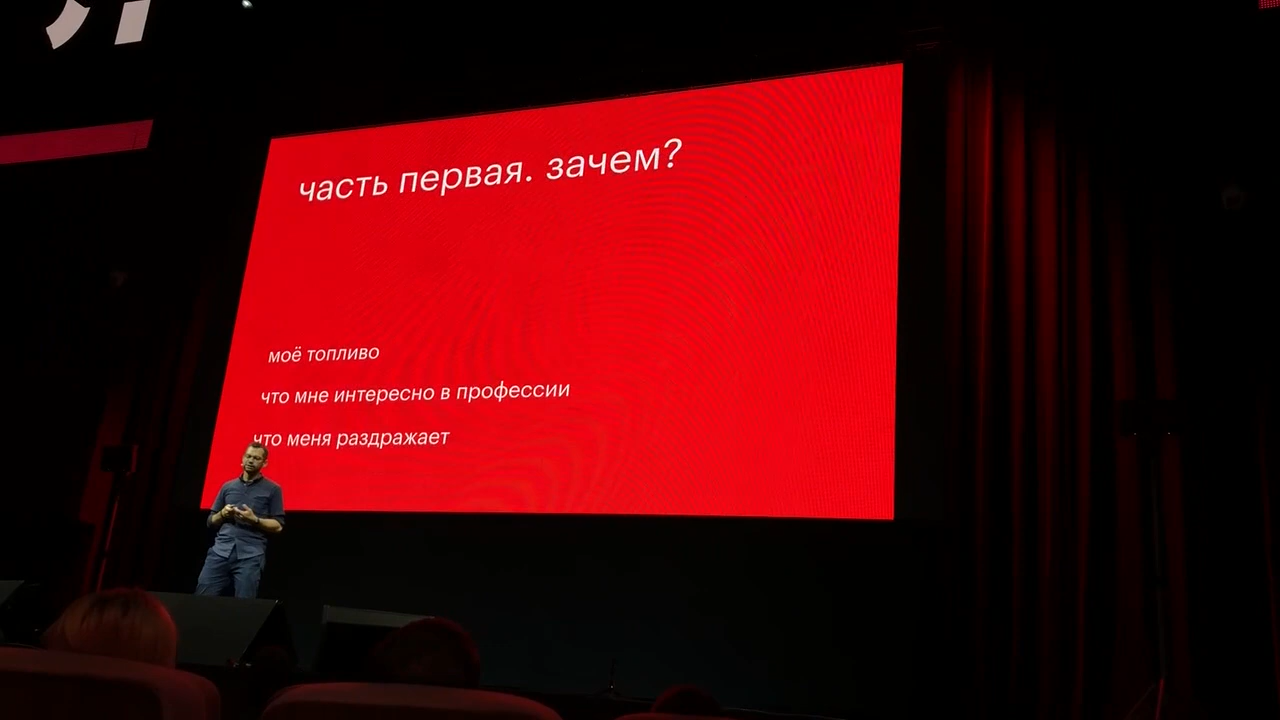 часть первая. зачем?
моё топливо
что мне интересно в профессии
что меня раздражает